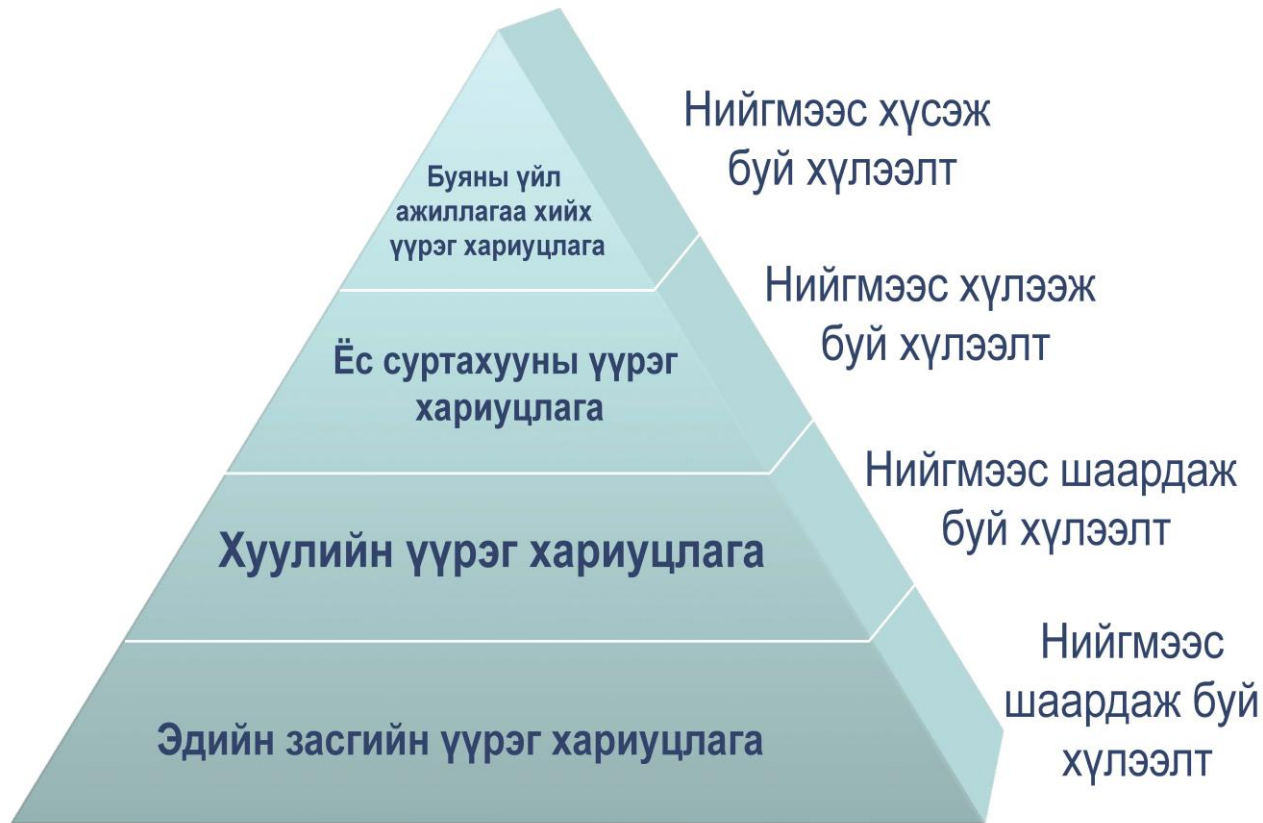 Нийгмээс хүсэж
буй хүлээлт
Буяны үйл
ажиллагаа хийх
үүрэг хариуцлага
Нийгмээс хүлээж
буй хүлээлт
Ёс суртахууны үүрэг
хариуцлага
Нийгмээс шаардаж
буй хүлээлт
Хуулийн үүрэг хариуцлага
Нийгмээс
шаардаж буй
хүлээлт
Эдийн засгийн үүрэг хариуцлага